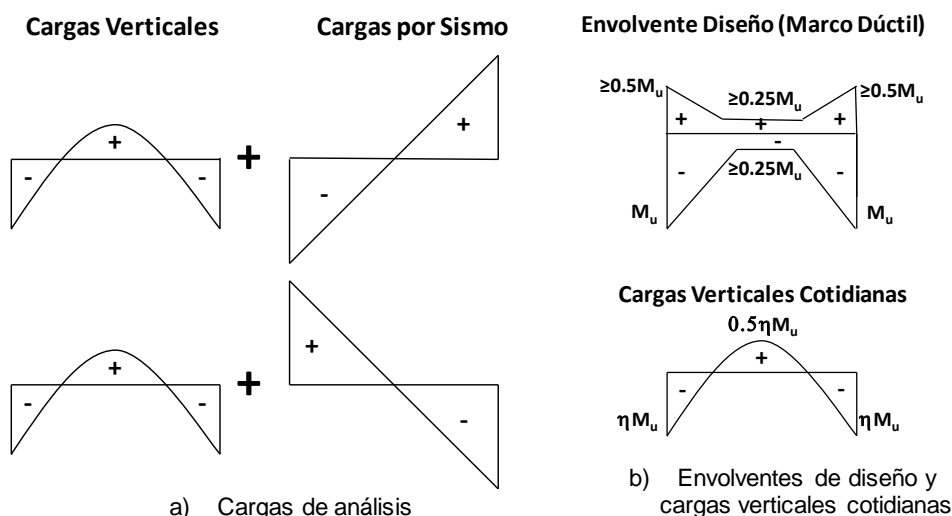 Cargas Verticales
Cargas por Sismo
+
-
-
+
+
-
+
-
-
+
+
-
a) Cargas de análisis
Envolvente Diseño (Marco Dúctil)
≥0.5Mu
≥0.25Mu
≥0.5Mu
+
+
+
-
-
-
≥0.25Mu
Mu
Mu
Cargas Verticales Cotidianas
0.5ηMu
+
-
-
ηMu
ηMu
b) Envolventes de diseño y
cargas verticales cotidianas